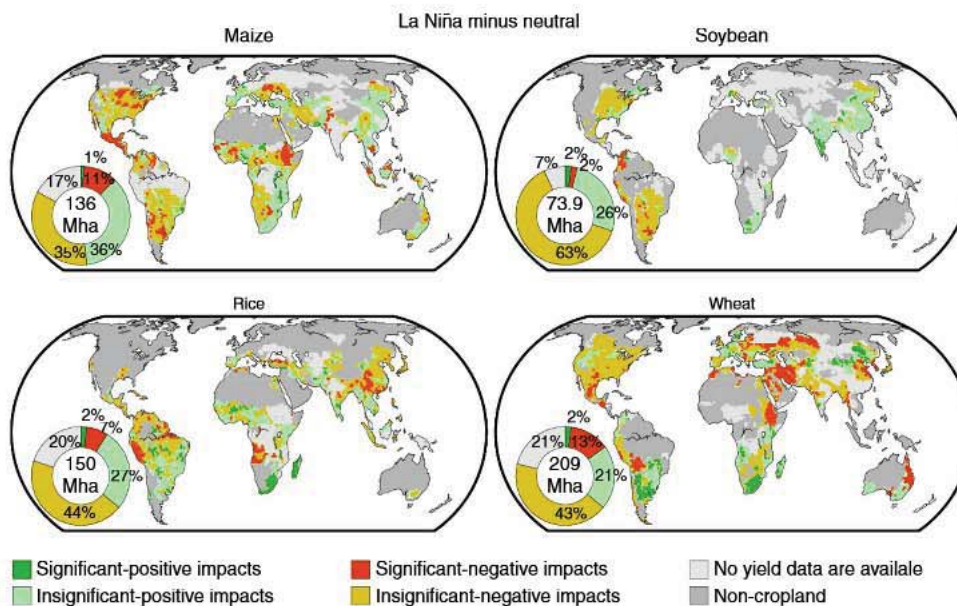 La Niña minus neutral
Maize
Soybean
1%
11%
17%
136
Mha
35%
36%
2%
2%
7%
73.9
Mha
26%
63%
Rice
Wheat
2%
7%
20%
150
Mha
27%
44%
2%
13%
21%
209
Mha
21%
43%
Significant-positive impacts
Significant-negative impacts
No yield data are availale
Insignificant-positive impacts
Insignificant-negative impacts
Non-cropland